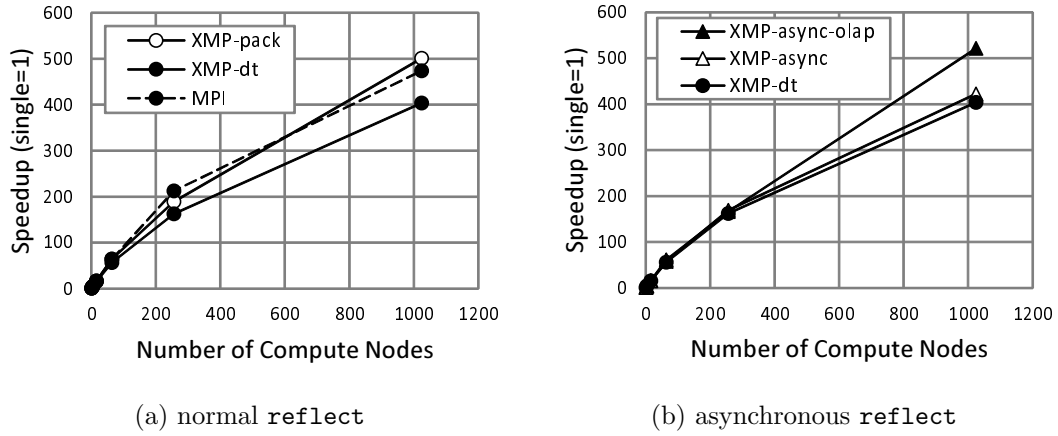 600
500
400
300
200
100
0
Speedup (single=1)
XMP-pack
XMP-dt
MPI
0 200 400 600 800 1000 1200
Number of Compute Nodes
(a) normal reflect
600
500
400
300
200
100
0
Speedup (single=1)
XMP-async-olap
XMP-async
XMP-dt
0 200 400 600 800 1000 1200
Number of Compute Nodes
(b) asynchronous reflect